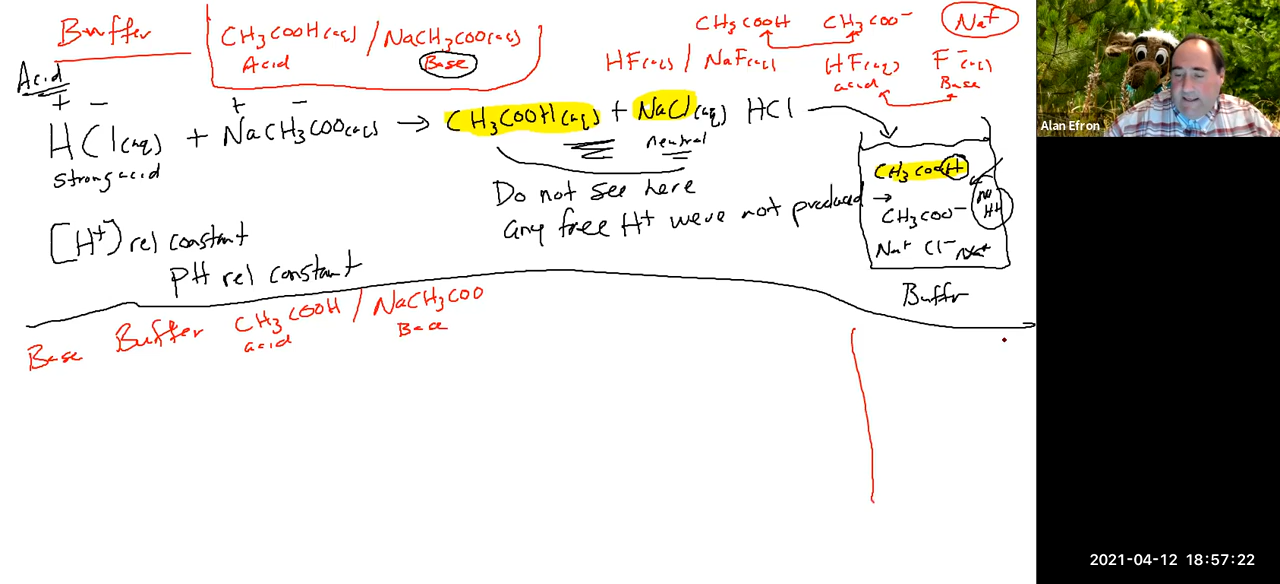 Buffer
CH₃COOH(aq) / NaCH₃COO(aq)
Acid
Base
CH₃COOH
CH₃COO⁻
Na⁺
HF(aq) / NaF(aq)
HF(aq)
F⁻(aq)
acid
Base
Acid
+ −
+ −
HCl(aq) + NaCH₃COO(aq) → CH₃COOH(aq) + NaCl(aq) HCl
strong acid
neutral
Do not see here
any free H⁺ were not produced →
[H⁺] rel constant
pH rel constant
CH₃COOH
no
H⁺
CH₃COO⁻
Na⁺ Cl⁻ Na⁺
Buffer
Base Buffer CH₃COOH / NaCH₃COO
acid
Base
Alan Efron
2021-04-12 18:57:22